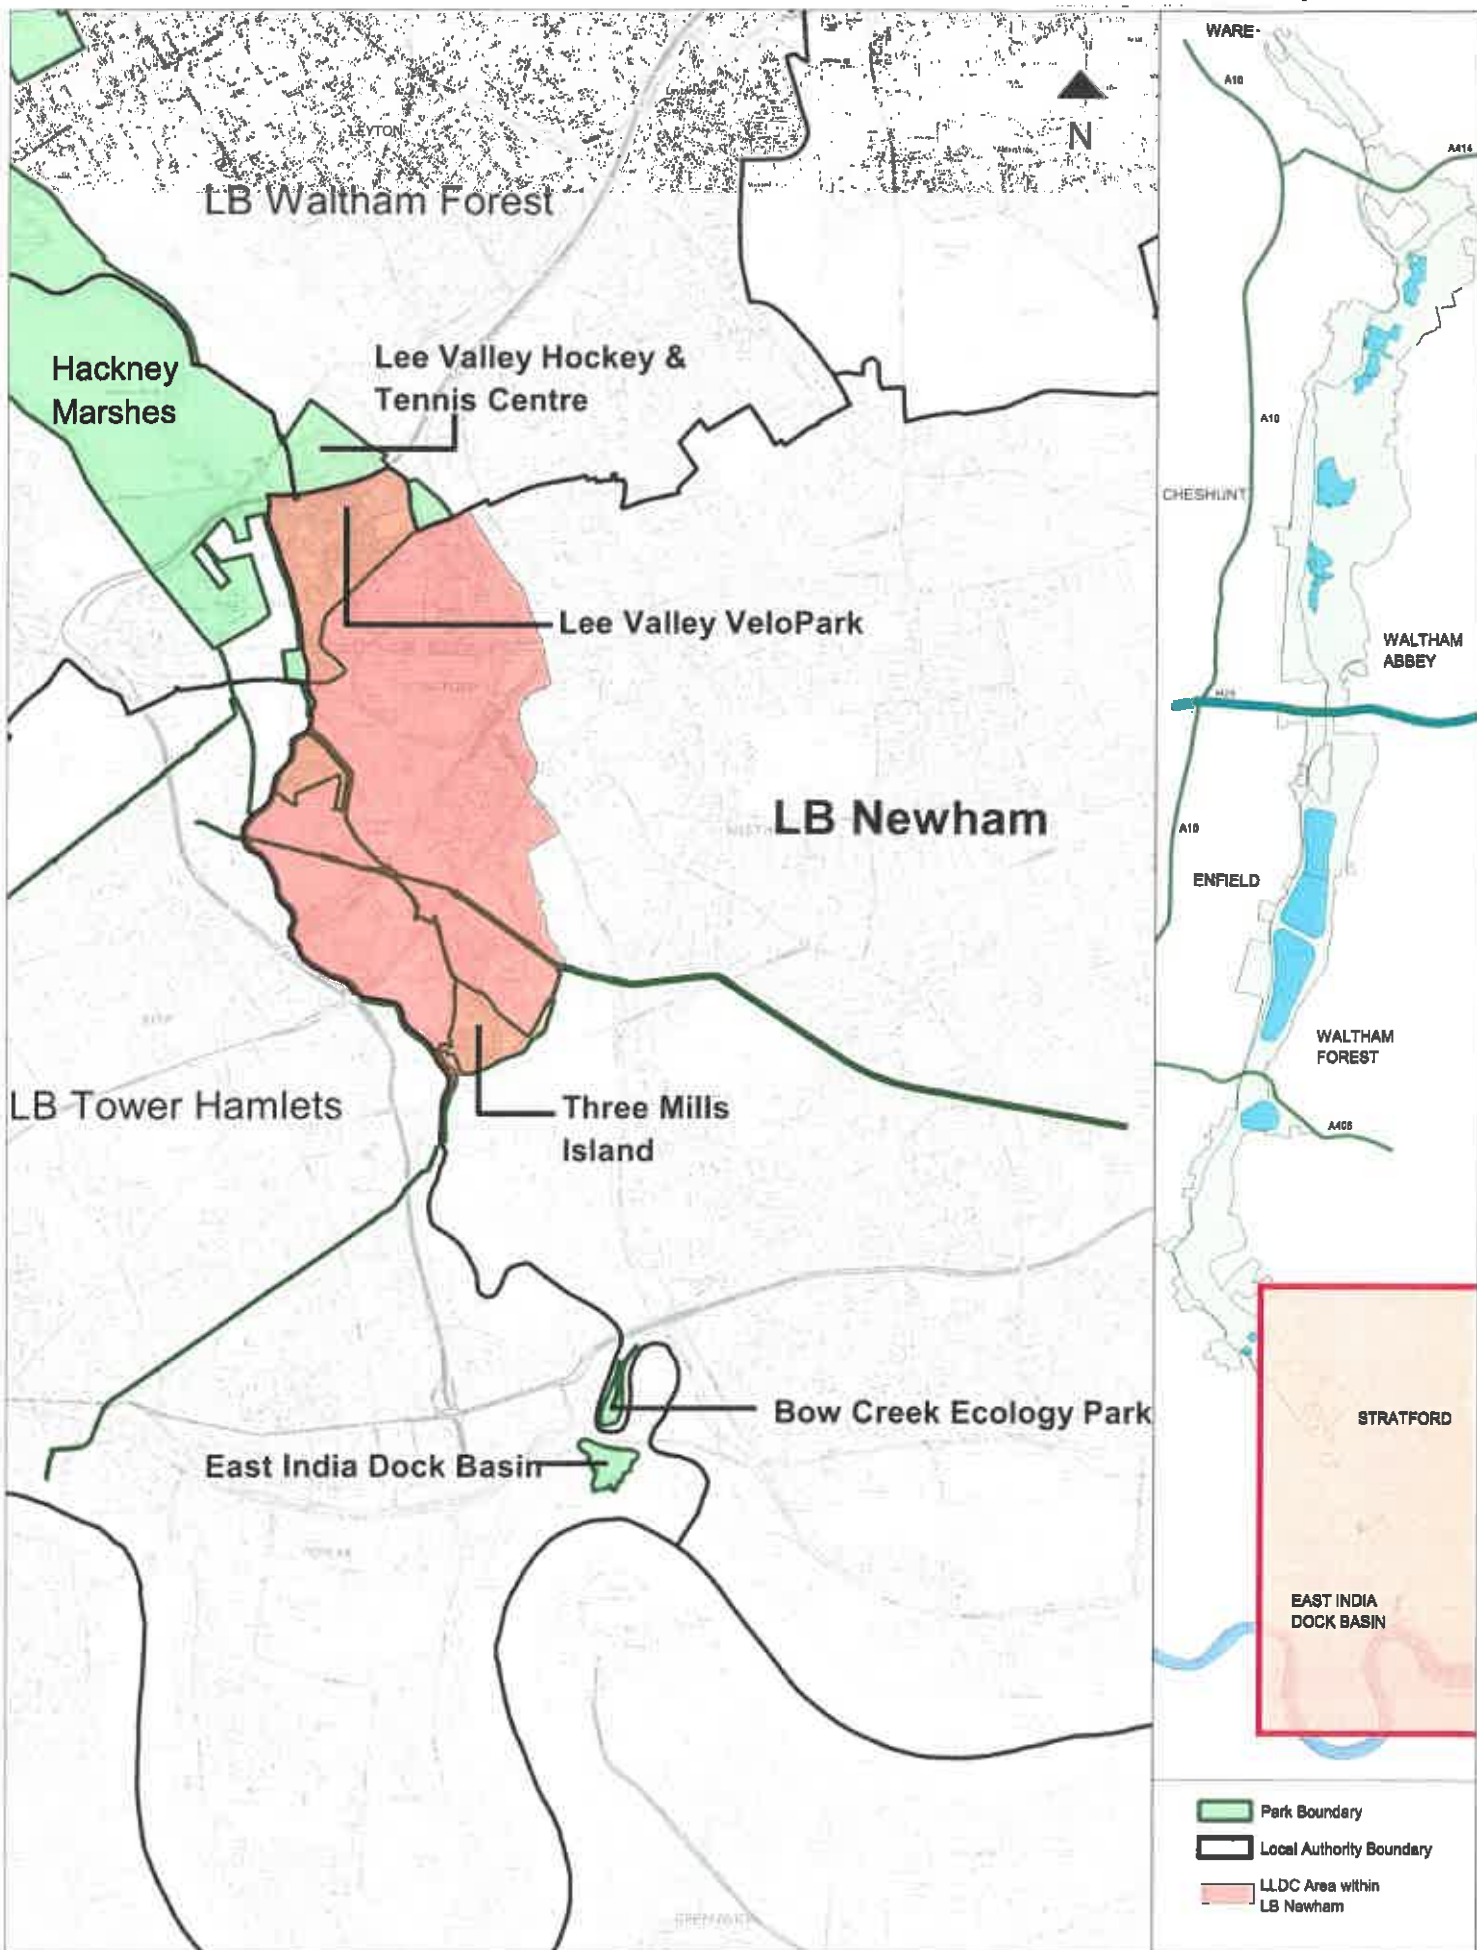 LEYTON
LB Waltham Forest
N
Hackney
Marshes
Lee Valley Hockey &
Tennis Centre
Lee Valley VeloPark
LB Newham
LB Tower Hamlets
Three Mills
Island
Bow Creek Ecology Park
East India Dock Basin
GREENWICH
WARE
A10
A414
A10
CHESHUNT
WALTHAM
ABBEY
M25
A10
ENFIELD
WALTHAM
FOREST
A406
STRATFORD
EAST INDIA
DOCK BASIN
Park Boundary
Local Authority Boundary
LLDC Area within
LB Newham